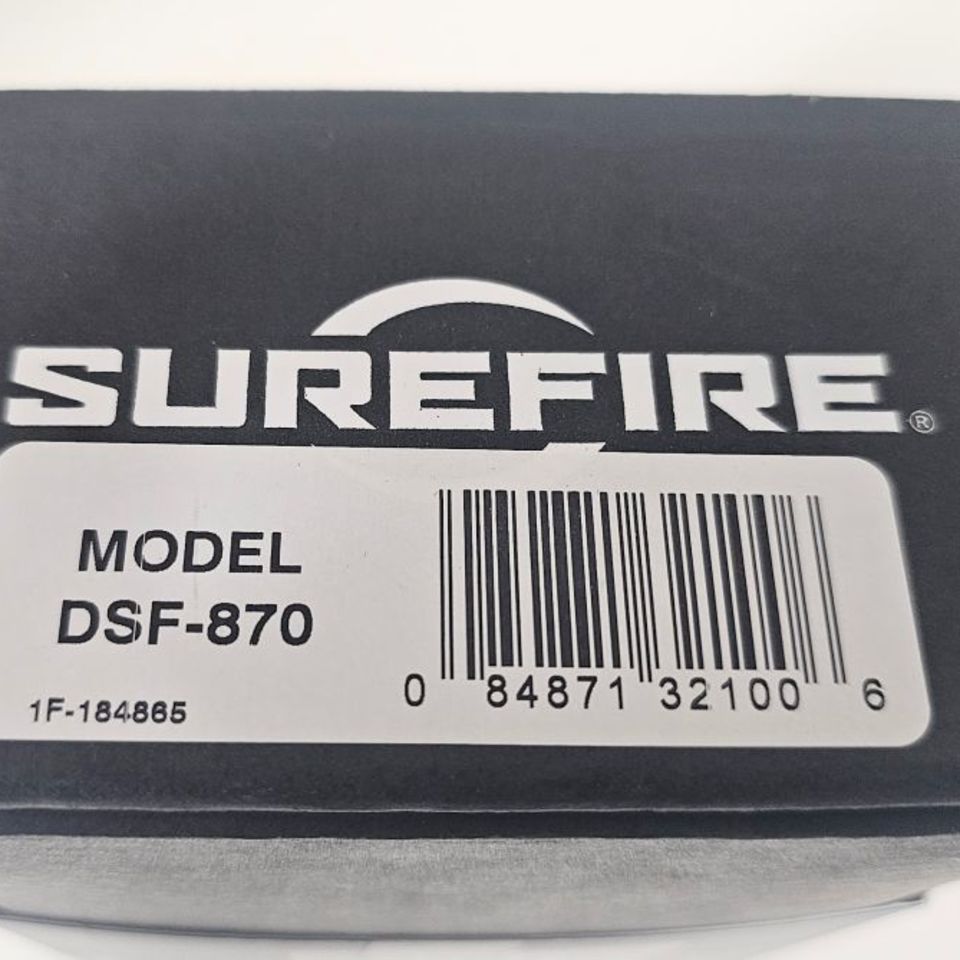 SUREFIRE®
MODEL
DSF-870
1F-184865
0 84871 32100 6